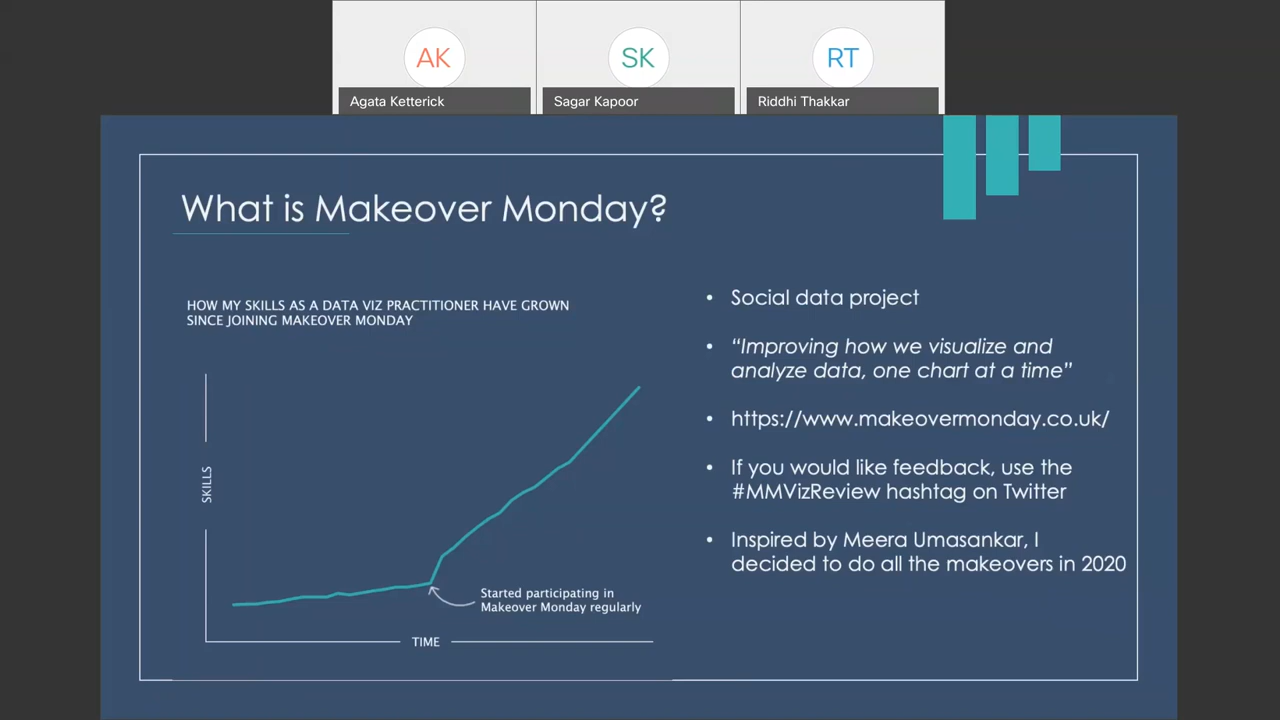 AK
SK
RT
Agata Ketterick
Sagar Kapoor
Riddhi Thakkar
What is Makeover Monday?
HOW MY SKILLS AS A DATA VIZ PRACTITIONER HAVE GROWN
SINCE JOINING MAKEOVER MONDAY
SKILLS
Started participating in
Makeover Monday regularly
TIME
• Social data project
• “Improving how we visualize and
analyze data, one chart at a time”
• https://www.makeovermonday.co.uk/
• If you would like feedback, use the
#MMVizReview hashtag on Twitter
• Inspired by Meera Umasankar, I
decided to do all the makeovers in 2020